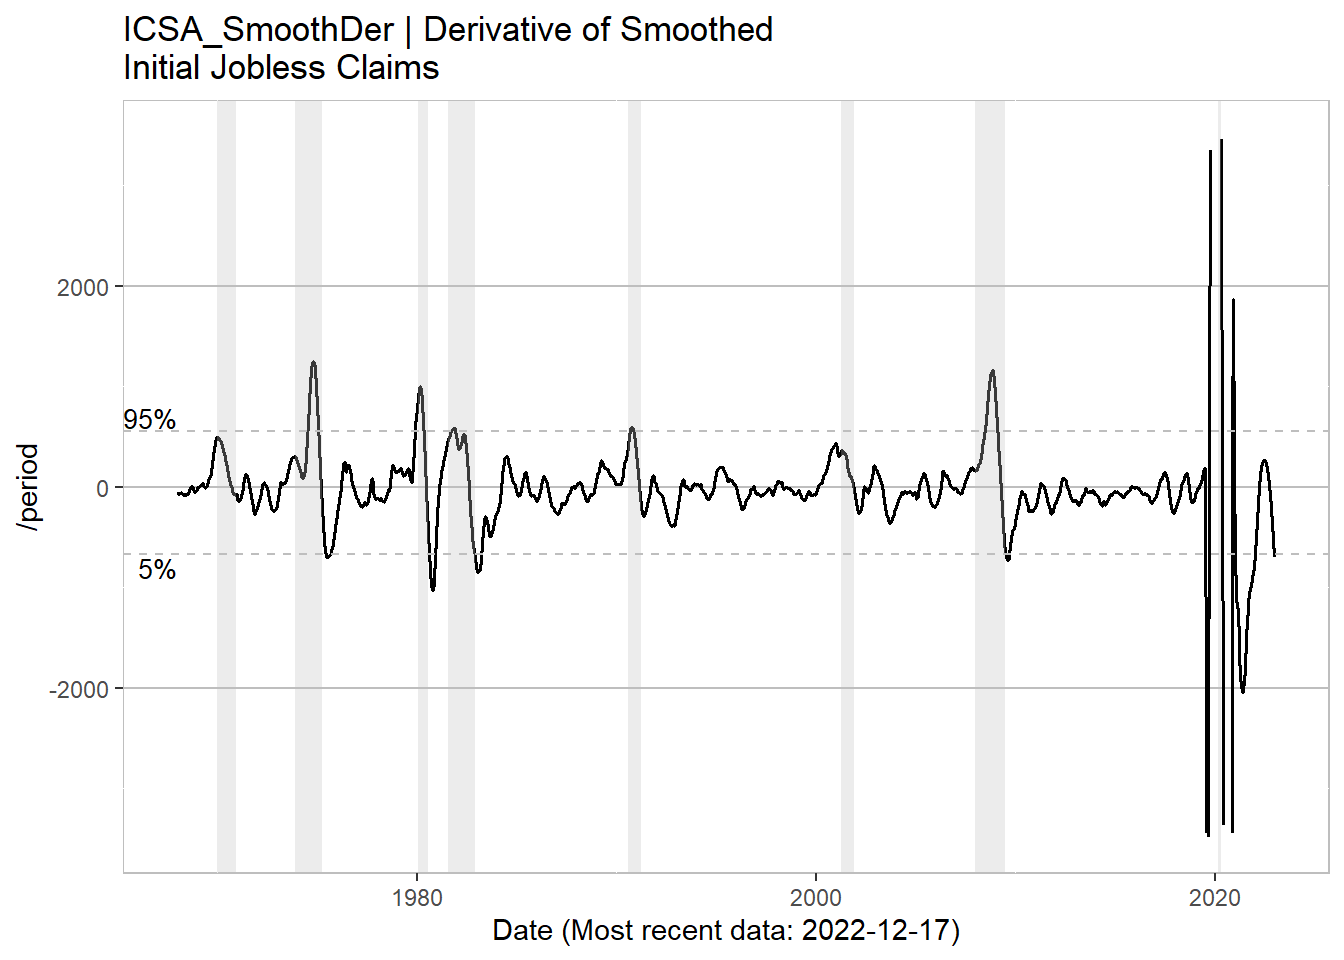 ICSA_SmoothDer | Derivative of Smoothed
Initial Jobless Claims
2000
95%
0
5%
-2000
/period
1980
2000
2020
Date (Most recent data: 2022-12-17)